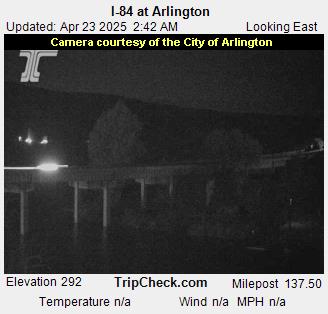 I-84 at Arlington
Updated: Apr 23 2025 2:42 AM Looking East
Camera courtesy of the City of Arlington
Elevation 292 TripCheck.com Milepost 137.50
Temperature n/a Wind n/a MPH n/a